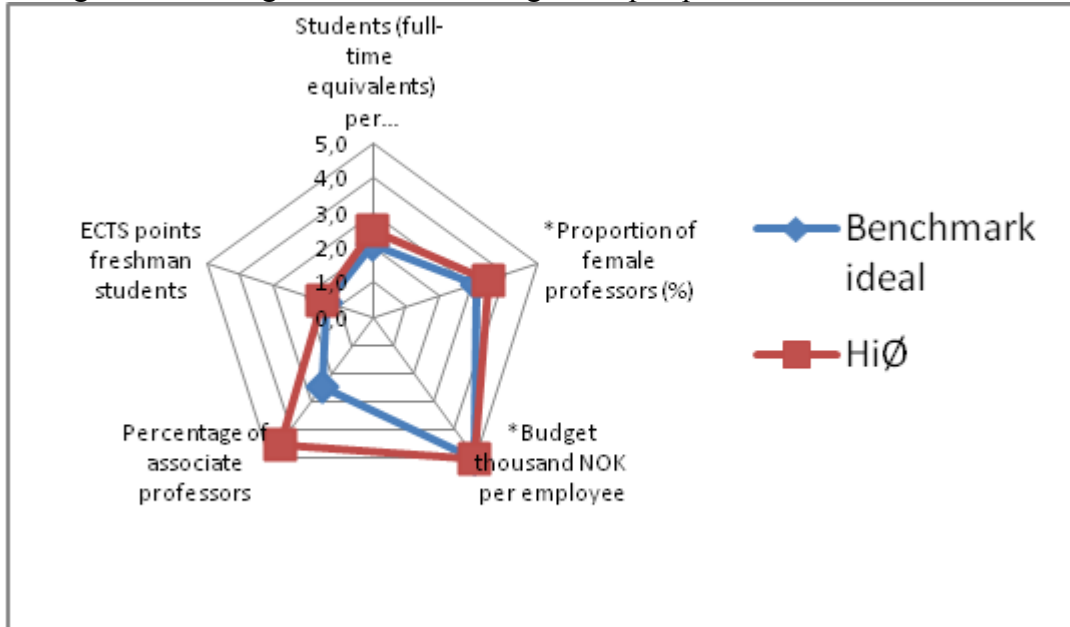 Students (full-
time
equivalents)
per...
5,0
4,0
3,0
2,0
1,0
0,0
*Proportion of
female
professors (%)
*Budget
thousand NOK
per employee
Percentage of
associate
professors
ECTS points
freshman
students
Benchmark
ideal
HiØ